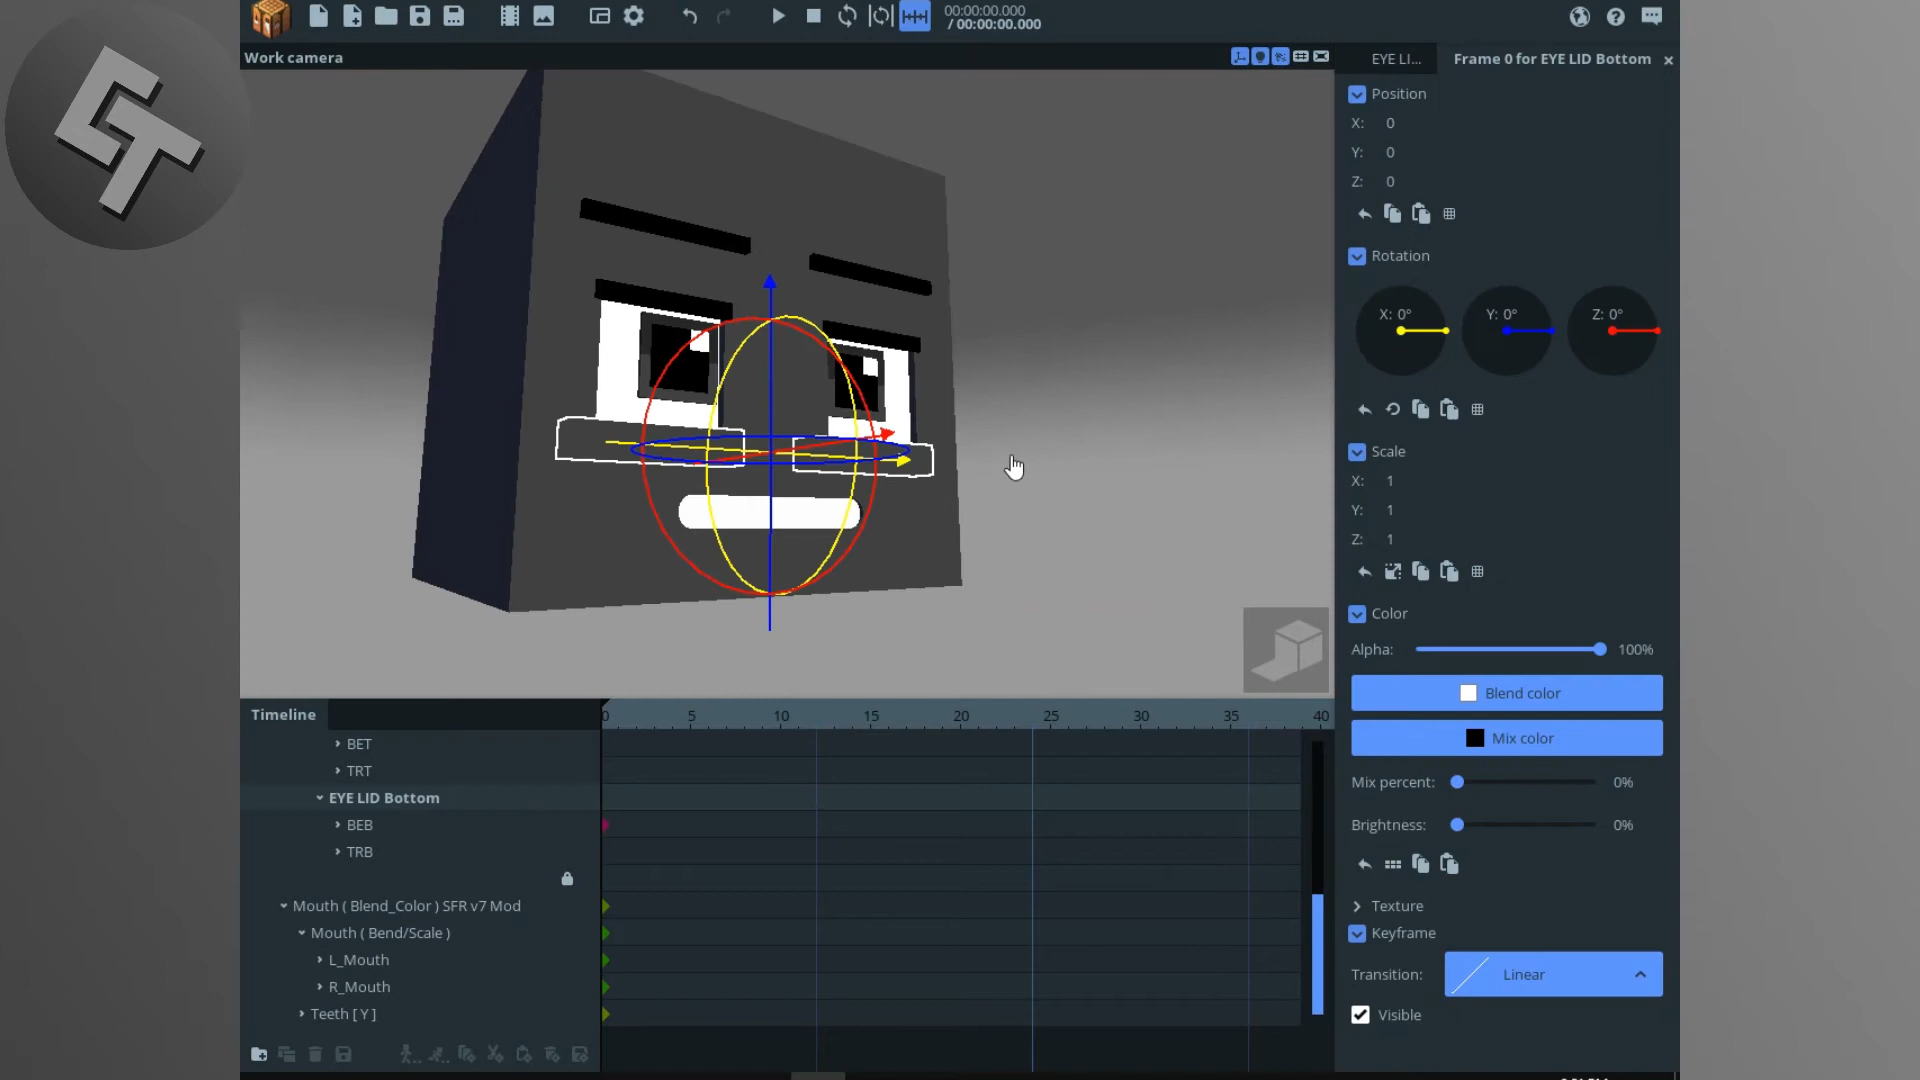 00:00:00.000
/ 00:00:00.000
Work camera
EYE LI...
Frame 0 for EYE LID Bottom
Position
X: 0
Y: 0
Z: 0
Rotation
X: 0°
Y: 0°
Z: 0°
Scale
X: 1
Y: 1
Z: 1
Color
Alpha: 100%
Blend color
Mix color
Mix percent: 0%
Brightness: 0%
Texture
Keyframe
Transition: Linear
Visible
Timeline
0 5 10 15 20 25 30 35 40
BET
TRT
EYE LID Bottom
BEB
TRB
Mouth ( Blend_Color ) SFR v7 Mod
Mouth ( Bend/Scale )
L_Mouth
R_Mouth
Teeth [ Y ]